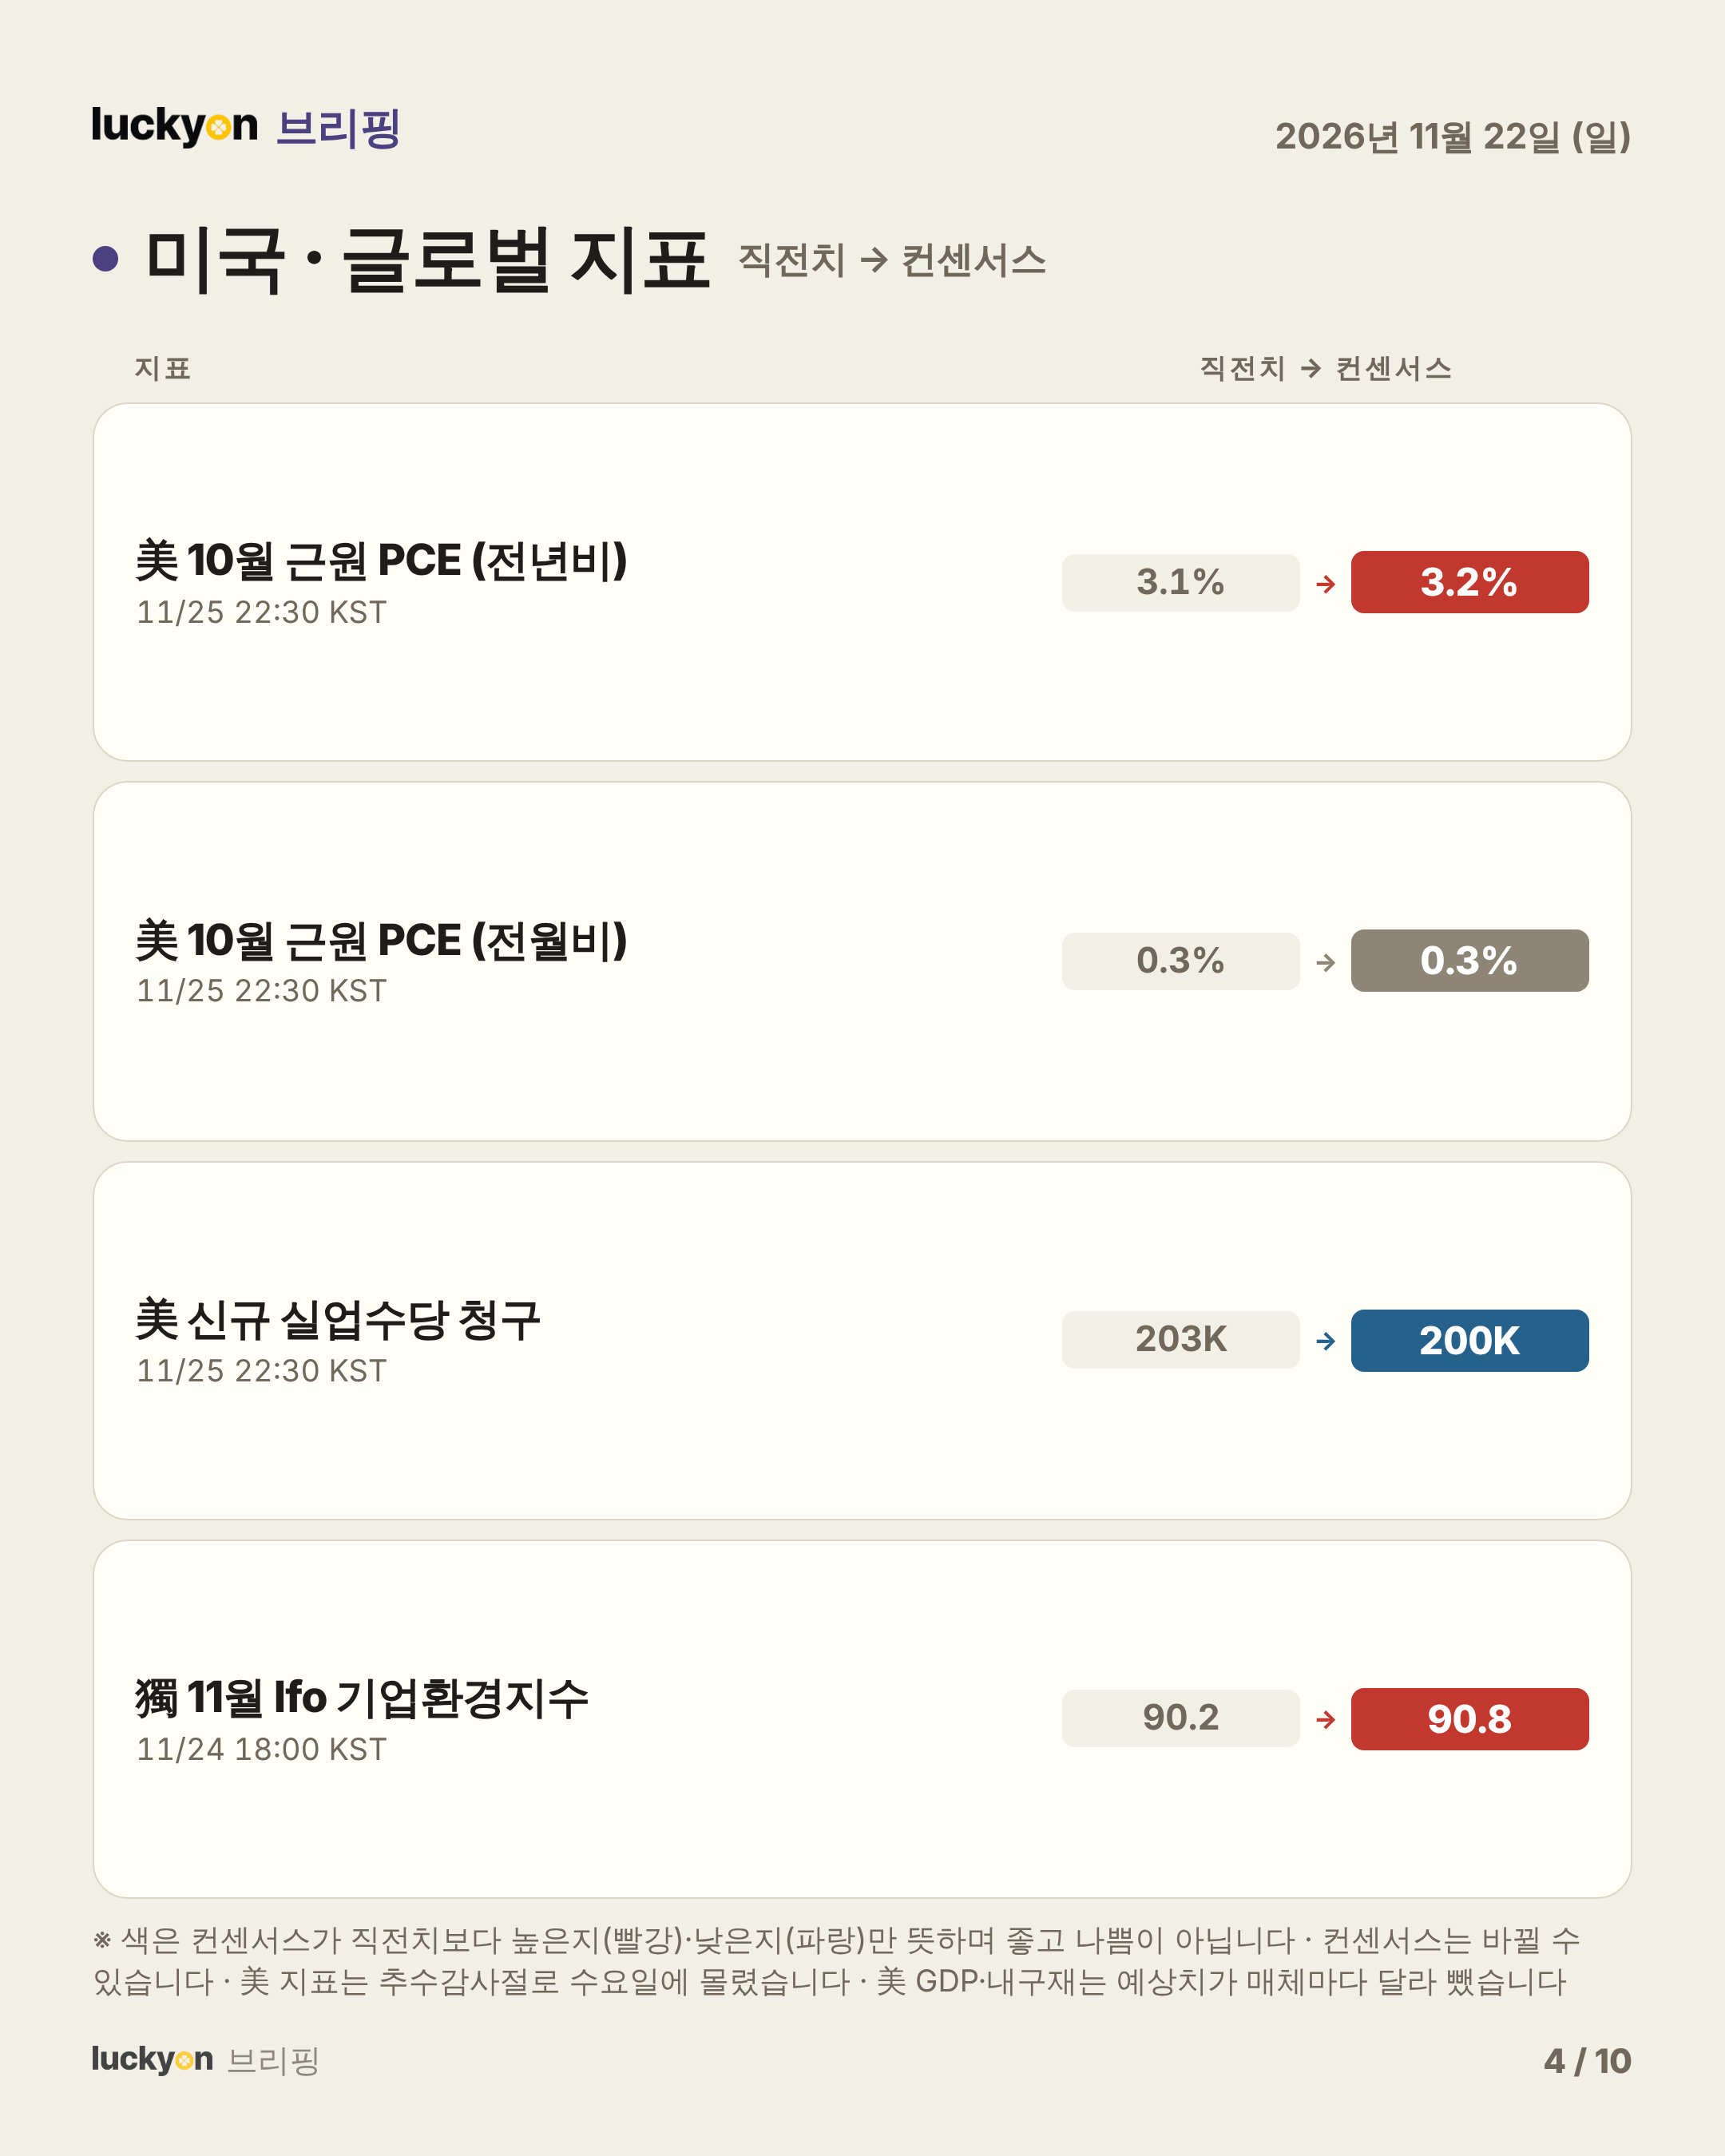 luckyon 브리핑
2026년 11월 22일 (일)
• 미국 · 글로벌 지표 직전치 → 컨센서스
지표
직전치 → 컨센서스
美 10월 근원 PCE (전년비)
11/25 22:30 KST
3.1% → 3.2%
美 10월 근원 PCE (전월비)
11/25 22:30 KST
0.3% → 0.3%
美 신규 실업수당 청구
11/25 22:30 KST
203K → 200K
獨 11월 Ifo 기업환경지수
11/24 18:00 KST
90.2 → 90.8
※ 색은 컨센서스가 직전치보다 높은지(빨강)·낮은지(파랑)만 뜻하며 좋고 나쁨이 아닙니다 · 컨센서스는 바뀔 수
있습니다 · 美 지표는 추수감사절로 수요일에 몰렸습니다 · 美 GDP·내구재는 예상치가 매체마다 달라 뺐습니다
luckyon 브리핑
4 / 10